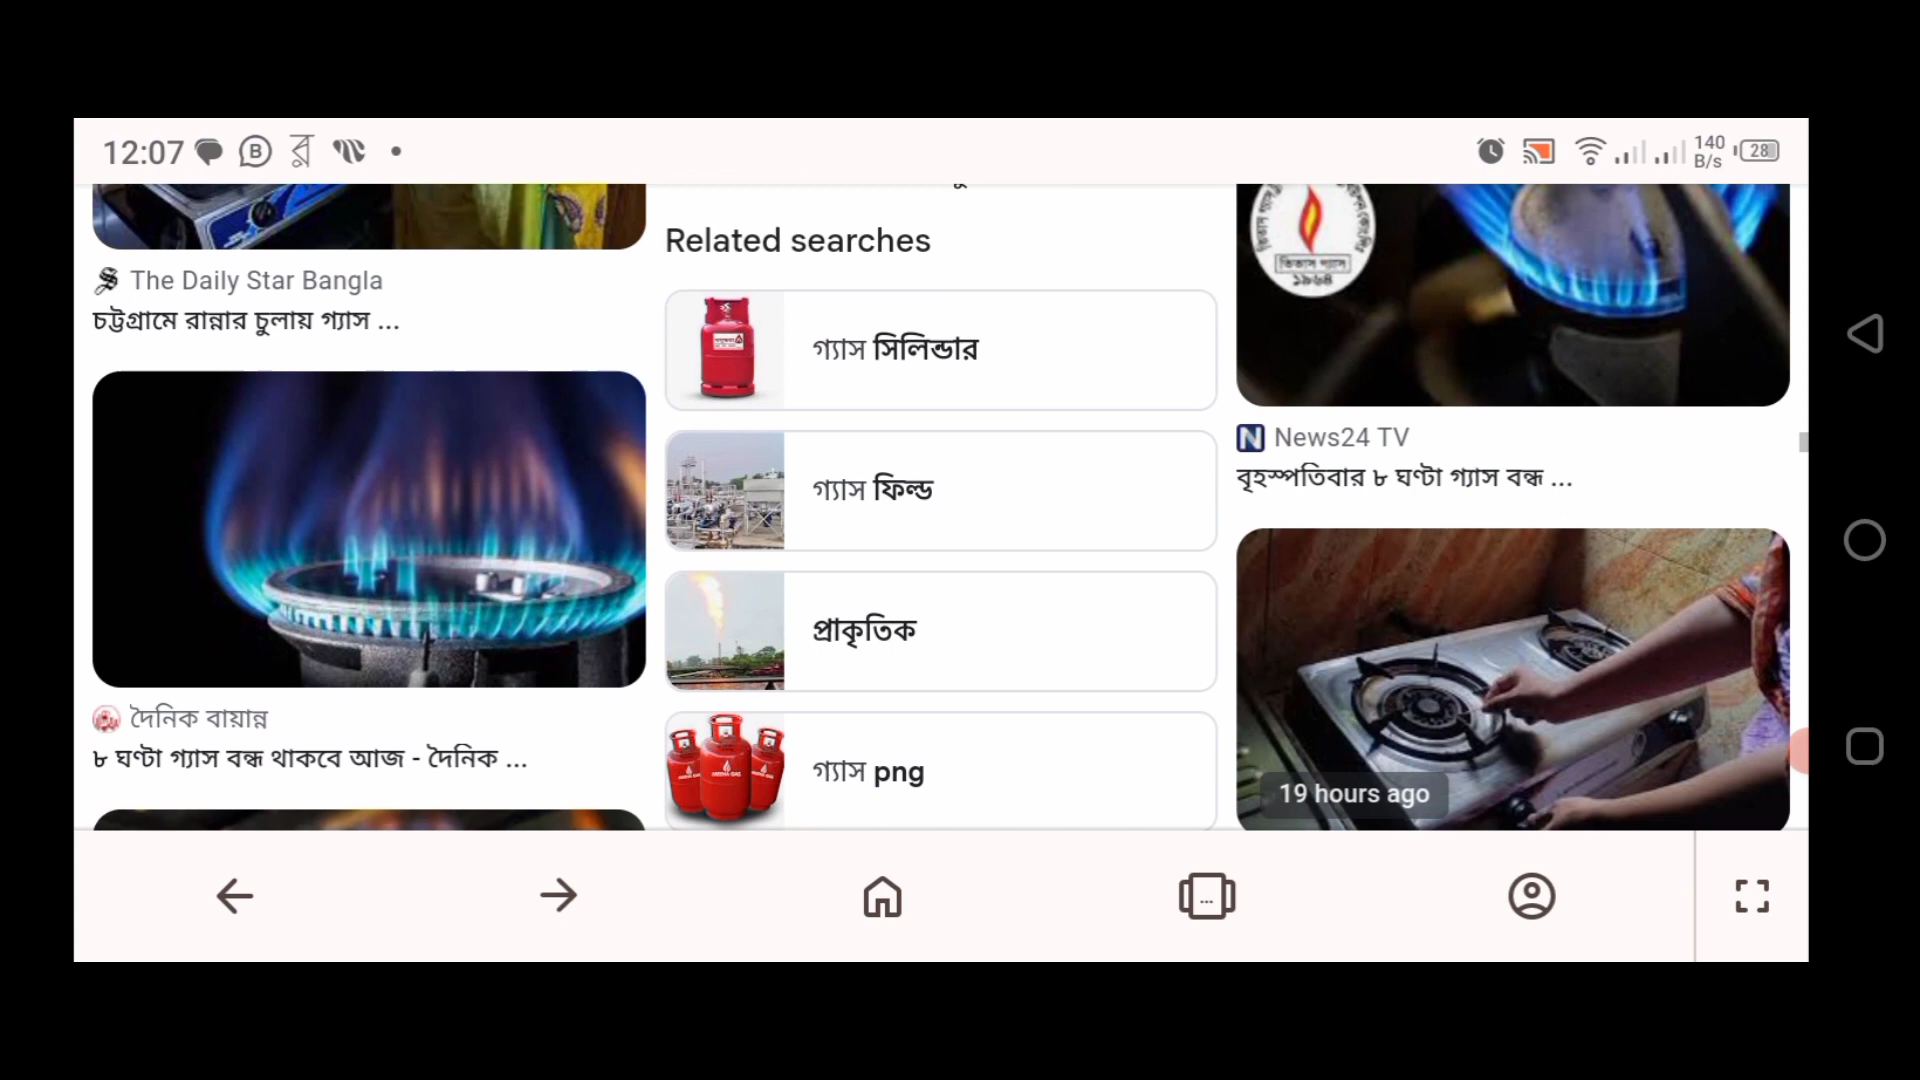 12:07
140
B/s
28
The Daily Star Bangla
চট্টগ্রামে রান্নার চুলায় গ্যাস ...
দৈনিক বায়ান্ন
৮ ঘণ্টা গ্যাস বন্ধ থাকবে আজ - দৈনিক ...
Related searches
গ্যাস সিলিন্ডার
গ্যাস ফিল্ড
প্রাকৃতিক
গ্যাস png
তিতাস গ্যাস
১৯৬৪
News24 TV
বৃহস্পতিবার ৮ ঘণ্টা গ্যাস বন্ধ ...
19 hours ago